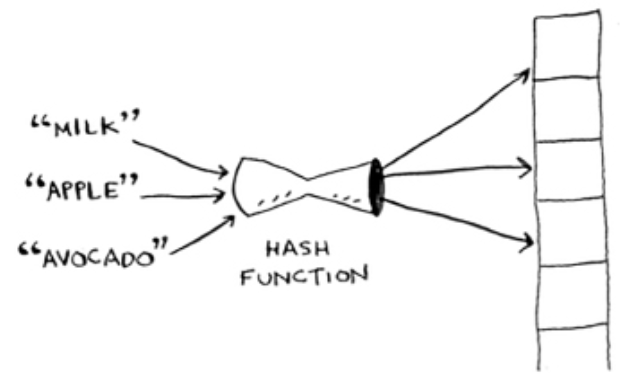 “MILK”
“APPLE”
“AVOCADO”
HASH
FUNCTION